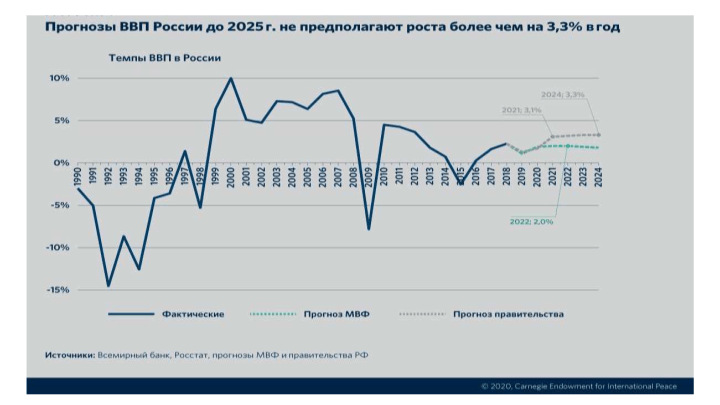 Прогнозы ВВП России до 2025 г. не предполагают роста более чем на 3,3% в год
Темпы ВВП в России
10%
5%
0%
-5%
-10%
-15%
1990 1991 1992 1993 1994 1995 1996 1997 1998 1999 2000 2001 2002 2003 2004 2005 2006 2007 2008 2009 2010 2011 2012 2013 2014 2015 2016 2017 2018 2019 2020 2021 2022 2023 2024
2024; 3,3%
2021; 3,1%
2022; 2,0%
Фактические Прогноз МВФ Прогноз правительства
Источники: Всемирный банк, Росстат, прогнозы МВФ и правительства РФ
© 2020, Carnegie Endowment for International Peace